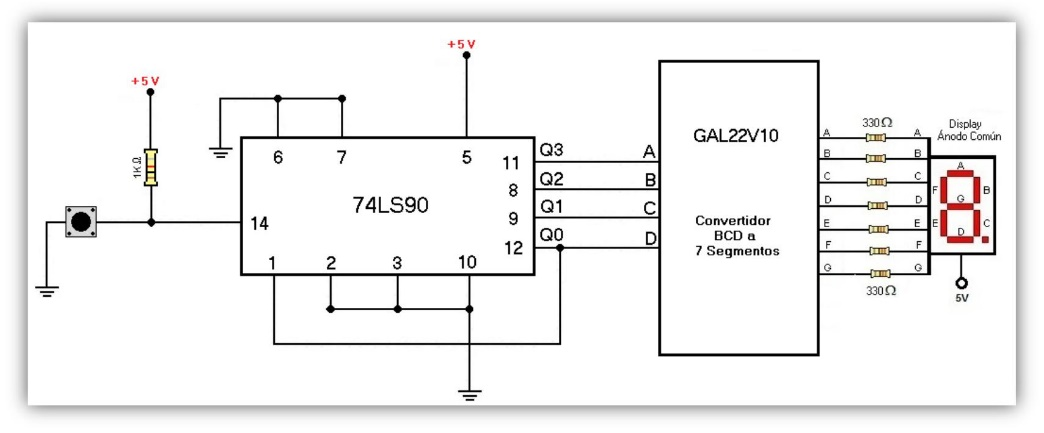 +5V
+5V
1KΩ
6
7
5
11
8
9
12
14
74LS90
1
2
3
10
Q3
Q2
Q1
Q0
A
B
C
D
GAL22V10
Convertidor
BCD a
7 Segmentos
A
B
C
D
E
F
G
330Ω
330Ω
A
B
C
D
E
F
G
Display
Ánodo Común
A
F
B
G
E
C
D
5V